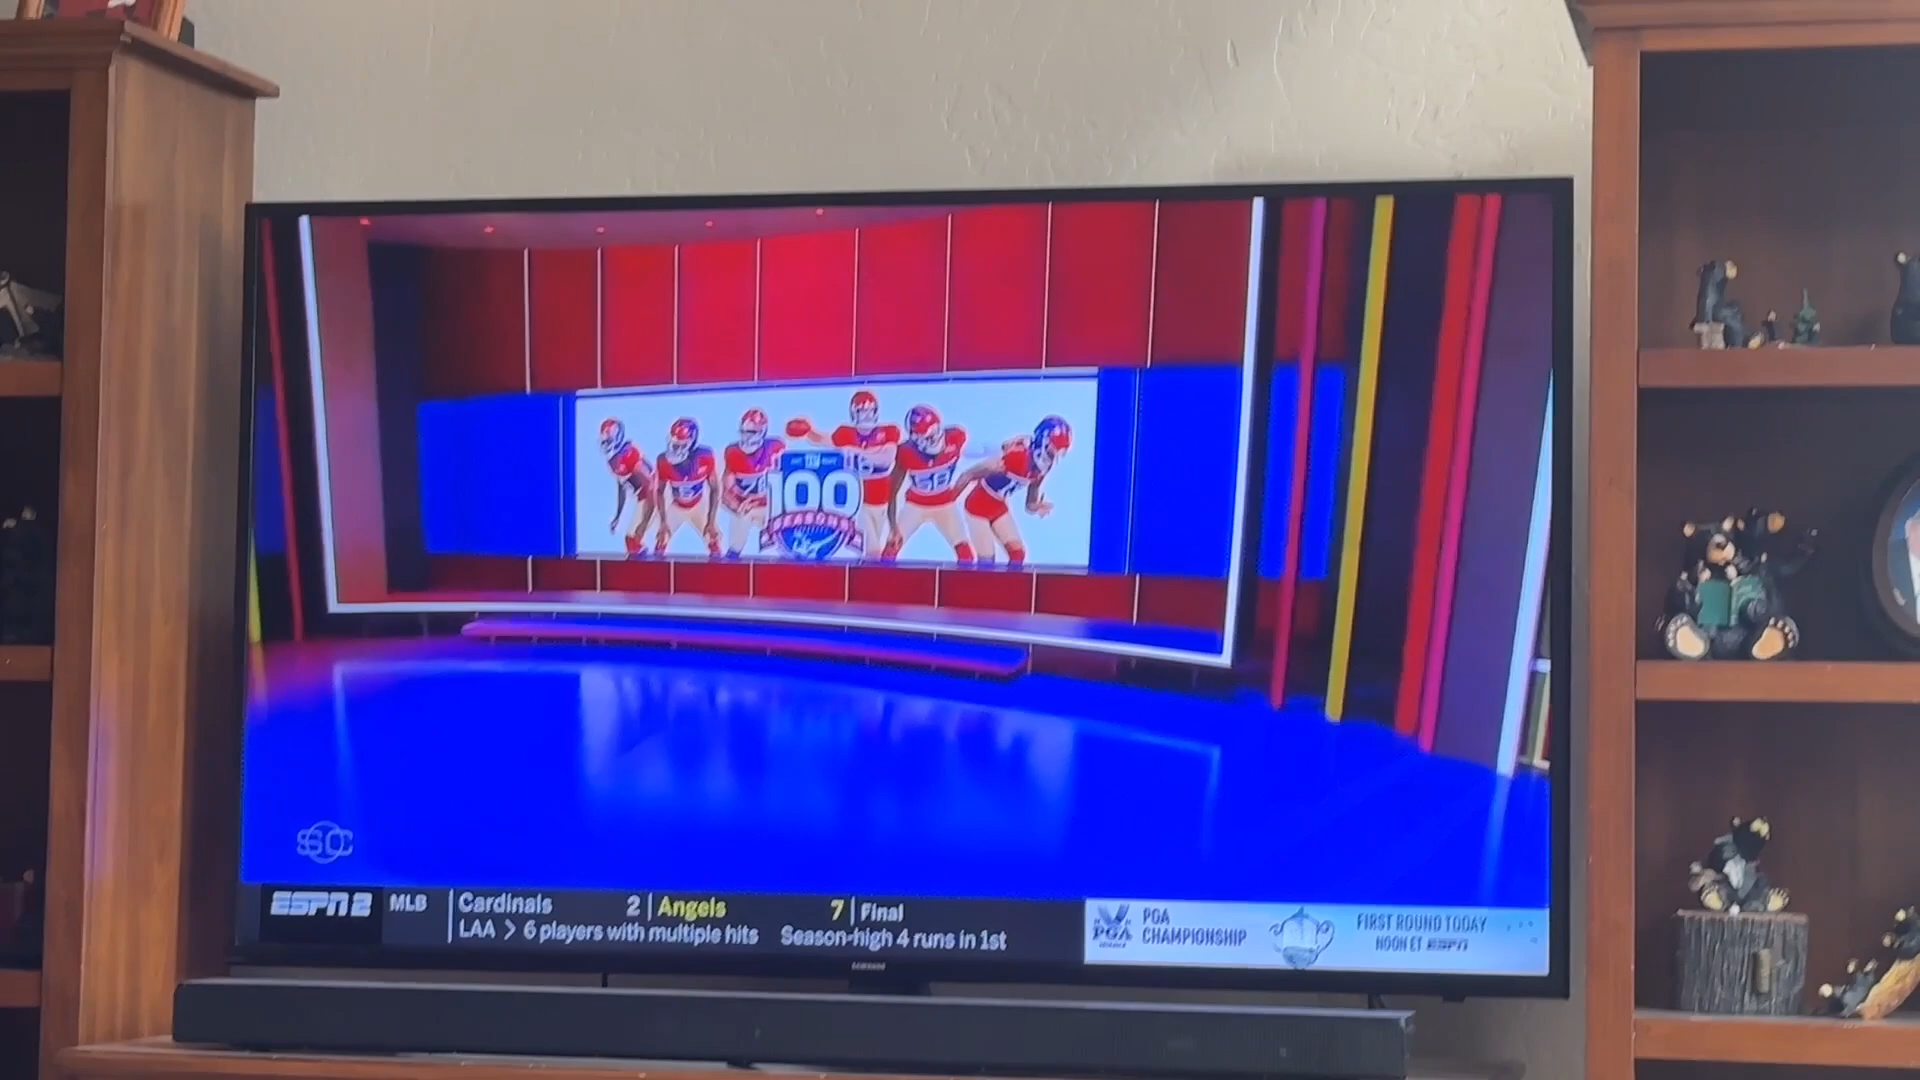 100
SEASONS
58
SC
ESPN2 MLB Cardinals 2 Angels 7 Final
LAA > 6 players with multiple hits Season-high 4 runs in 1st
PGA
PGA
CHAMPIONSHIP
FIRST ROUND TODAY
NOON ET ESPN
SAMSUNG